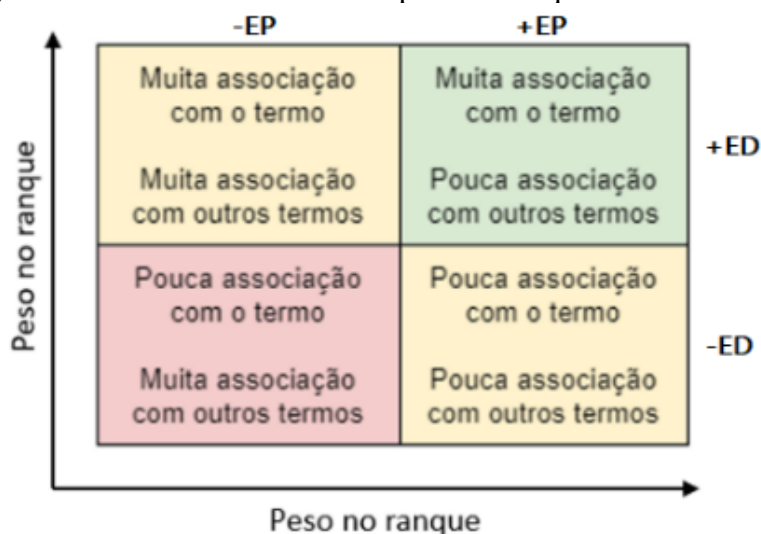 -EP
+EP
Muita associação
com o termo
Muita associação
com outros termos
Muita associação
com o termo
Pouca associação
com outros termos
+ED
Pouca associação
com o termo
Muita associação
com outros termos
Pouca associação
com o termo
Pouca associação
com outros termos
-ED
Peso no ranque
Peso no ranque